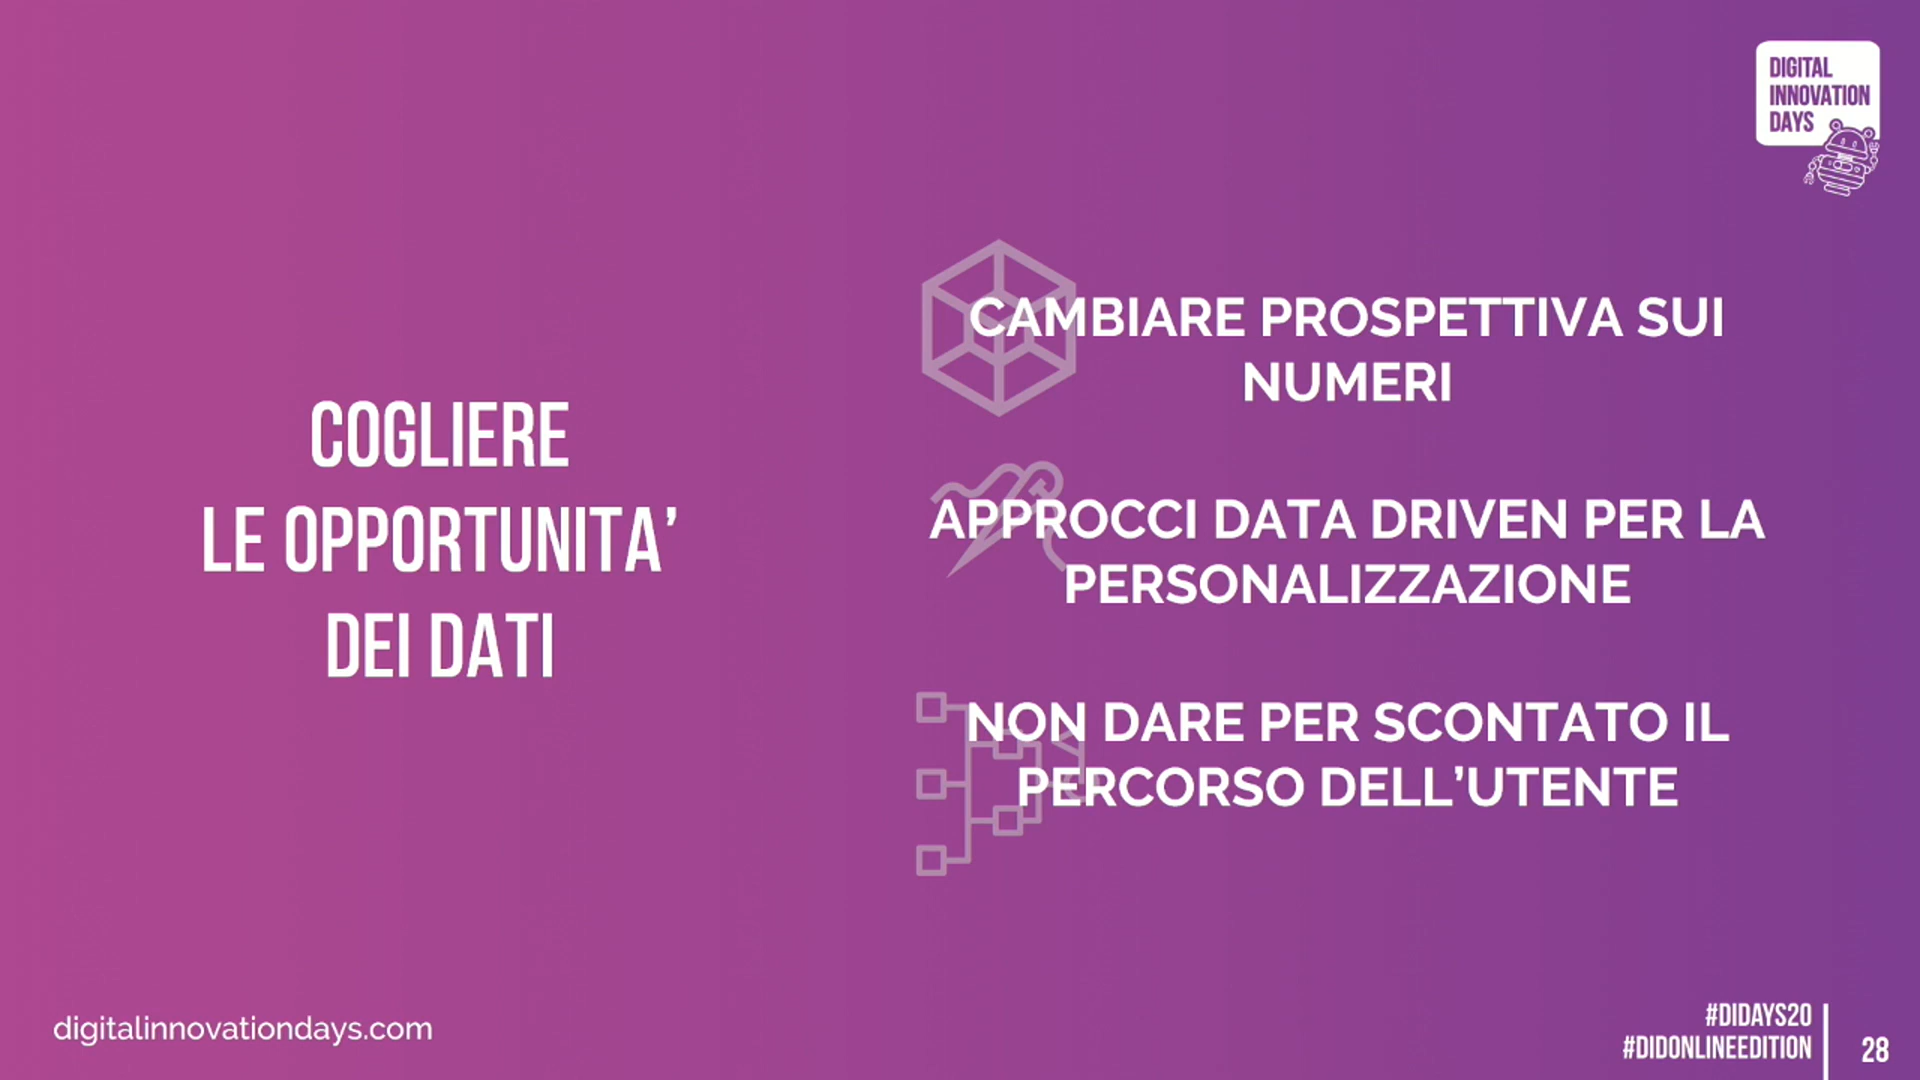 DIGITAL
INNOVATION
DAYS
COGLIERE
LE OPPORTUNITA’
DEI DATI
CAMBIARE PROSPETTIVA SUI
NUMERI
APPROCCI DATA DRIVEN PER LA
PERSONALIZZAZIONE
NON DARE PER SCONTATO IL
PERCORSO DELL’UTENTE
digitalinnovationdays.com
#DIDAYS20
#DIDONLINEEDITION
28